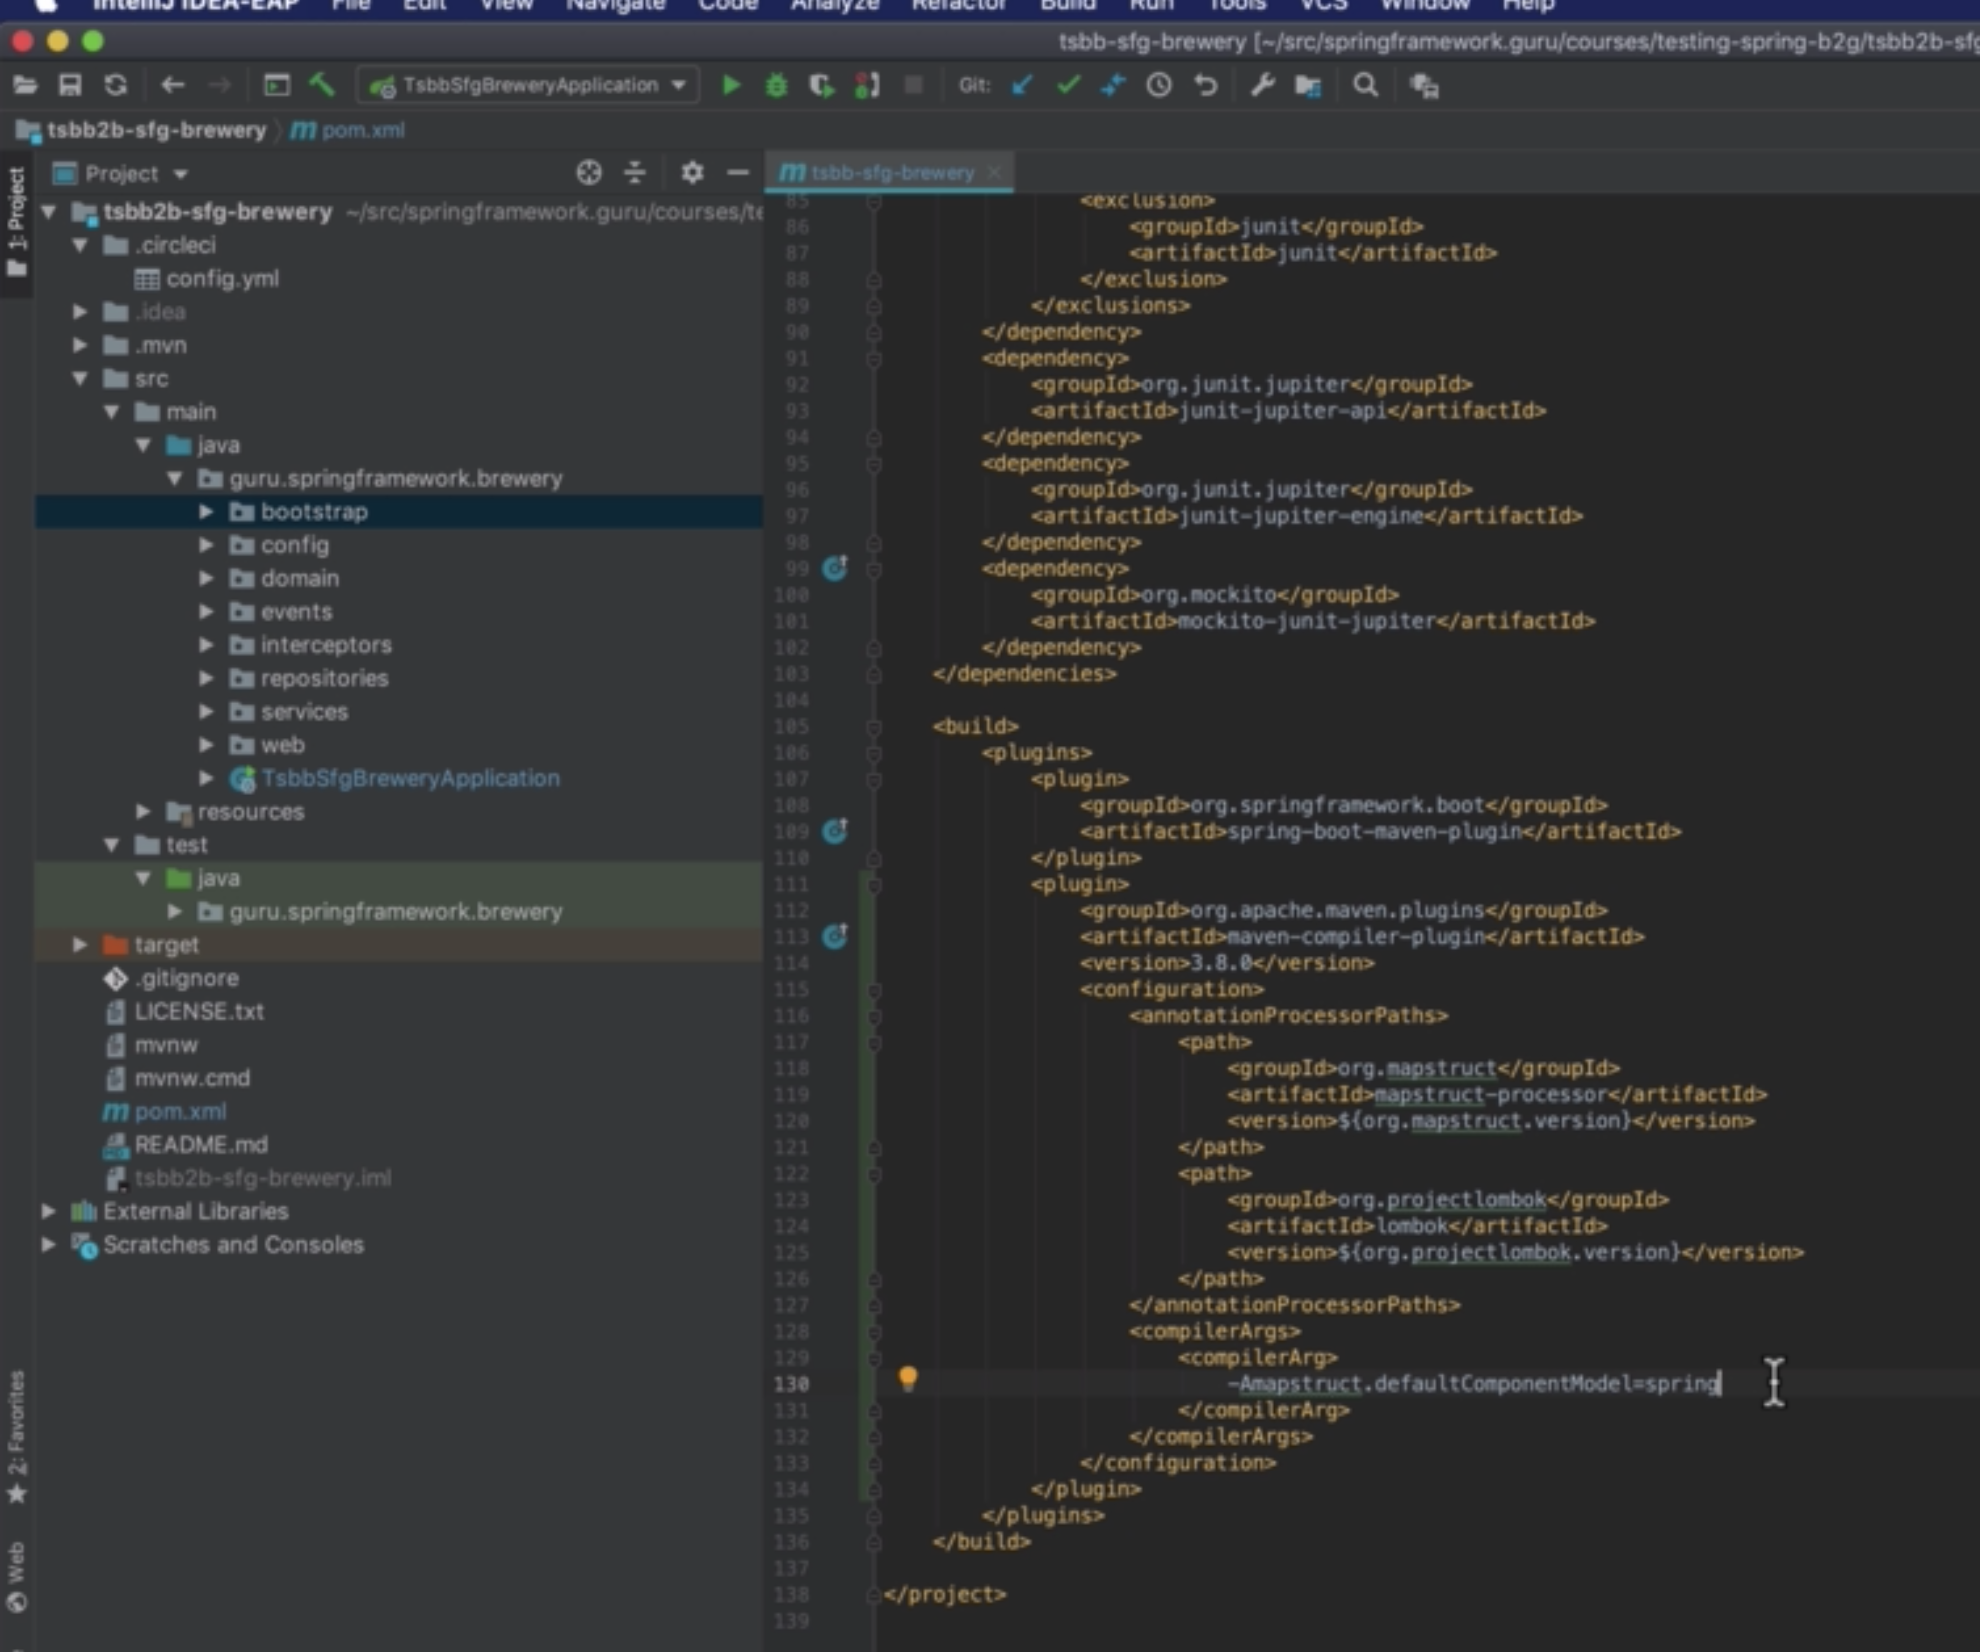 IntelliJ IDEA-EAP File Edit View Navigate Code Analyze Refactor Build Run Tools VCS Window Help
tsbb-sfg-brewery [~/src/springframework.guru/courses/testing-spring-b2g/tsbb2b-sfg
TsbbSfgBreweryApplication Git:
tsbb2b-sfg-brewery pom.xml
1: Project
Project
tsbb2b-sfg-brewery ~/src/springframework.guru/courses/te
.circleci
config.yml
.idea
.mvn
src
main
java
guru.springframework.brewery
bootstrap
config
domain
events
interceptors
repositories
services
web
TsbbSfgBreweryApplication
resources
test
java
guru.springframework.brewery
target
.gitignore
LICENSE.txt
mvnw
mvnw.cmd
pom.xml
README.md
tsbb2b-sfg-brewery.iml
External Libraries
Scratches and Consoles
2: Favorites
Web
tsbb-sfg-brewery
85 <exclusion>
86 <groupId>junit</groupId>
87 <artifactId>junit</artifactId>
88 </exclusion>
89 </exclusions>
90 </dependency>
91 <dependency>
92 <groupId>org.junit.jupiter</groupId>
93 <artifactId>junit-jupiter-api</artifactId>
94 </dependency>
95 <dependency>
96 <groupId>org.junit.jupiter</groupId>
97 <artifactId>junit-jupiter-engine</artifactId>
98 </dependency>
99 <dependency>
100 <groupId>org.mockito</groupId>
101 <artifactId>mockito-junit-jupiter</artifactId>
102 </dependency>
103 </dependencies>
104
105 <build>
106 <plugins>
107 <plugin>
108 <groupId>org.springframework.boot</groupId>
109 <artifactId>spring-boot-maven-plugin</artifactId>
110 </plugin>
111 <plugin>
112 <groupId>org.apache.maven.plugins</groupId>
113 <artifactId>maven-compiler-plugin</artifactId>
114 <version>3.8.0</version>
115 <configuration>
116 <annotationProcessorPaths>
117 <path>
118 <groupId>org.mapstruct</groupId>
119 <artifactId>mapstruct-processor</artifactId>
120 <version>${org.mapstruct.version}</version>
121 </path>
122 <path>
123 <groupId>org.projectlombok</groupId>
124 <artifactId>lombok</artifactId>
125 <version>${org.projectlombok.version}</version>
126 </path>
127 </annotationProcessorPaths>
128 <compilerArgs>
129 <compilerArg>
130 -Amapstruct.defaultComponentModel=spring
131 </compilerArg>
132 </compilerArgs>
133 </configuration>
134 </plugin>
135 </plugins>
136 </build>
137
138 </project>
139